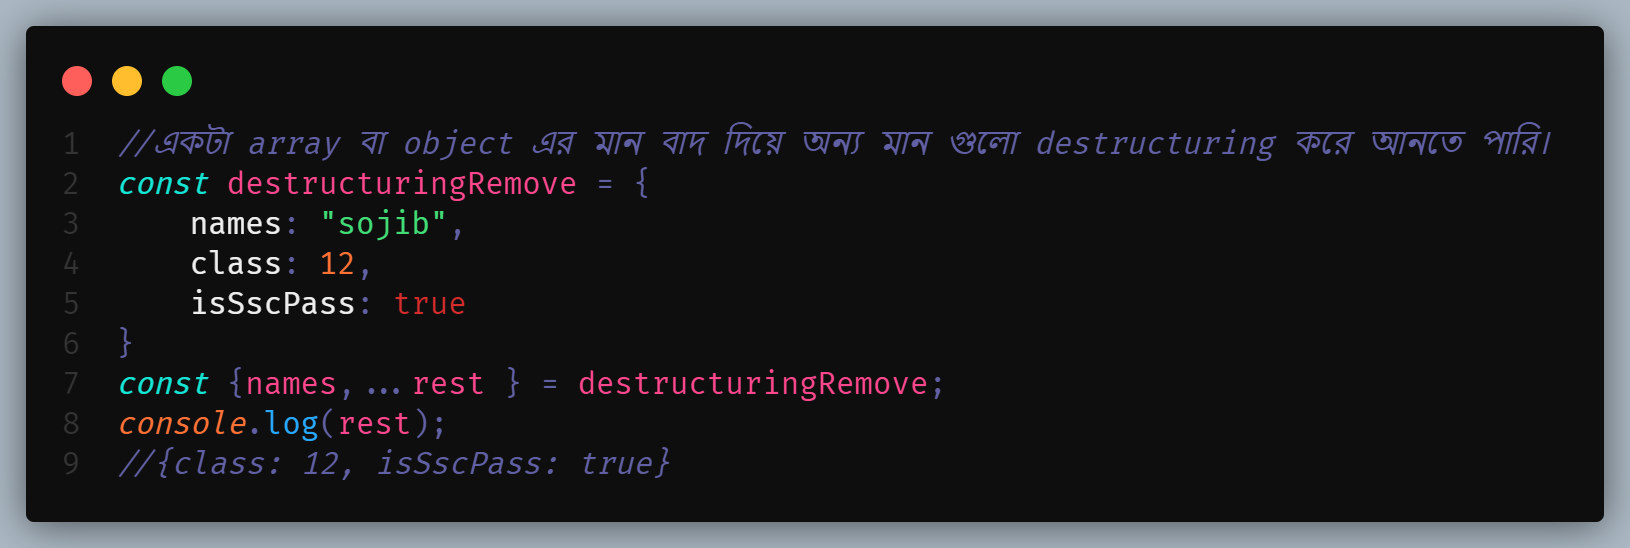 1 //একটা array বা object এর মান বাদ দিয়ে অন্য মান গুলো destructuring করে আনতে পারি।
2 const destructuringRemove = {
3     names: "sojib",
4     class: 12,
5     isSscPass: true
6 }
7 const {names,...rest } = destructuringRemove;
8 console.log(rest);
9 //{class: 12, isSscPass: true}